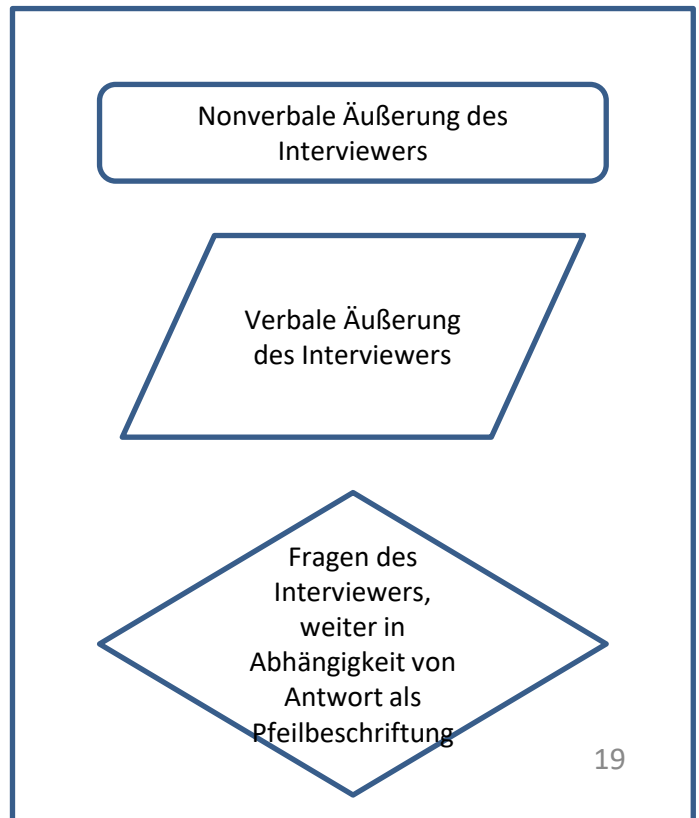 Nonverbale Äußerung des
Interviewers
Verbale Äußerung
des Interviewers
Fragen des
Interviewers,
weiter in
Abhängigkeit von
Antwort als
Pfeilbeschriftung
19